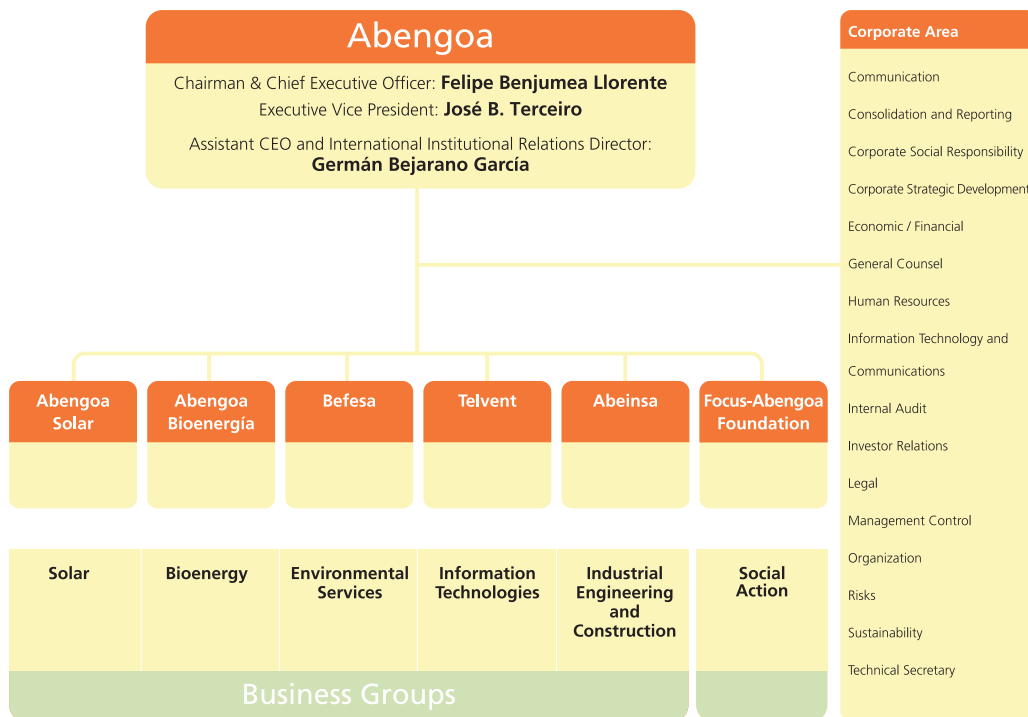 Abengoa
Chairman & Chief Executive Officer: Felipe Benjumea Llorente
Executive Vice President: José B. Terceiro
Assistant CEO and International Institutional Relations Director:
Germán Bejarano García
Corporate Area
Communication
Consolidation and Reporting
Corporate Social Responsibility
Corporate Strategic Development
Economic / Financial
General Counsel
Human Resources
Information Technology and
Communications
Internal Audit
Investor Relations
Legal
Management Control
Organization
Risks
Sustainability
Technical Secretary
Abengoa
Solar
Abengoa
Bioenergía
Befesa
Telvent
Abeinsa
Focus-Abengoa
Foundation
Solar
Bioenergy
Environmental
Services
Information
Technologies
Industrial
Engineering
and
Construction
Social
Action
Business Groups